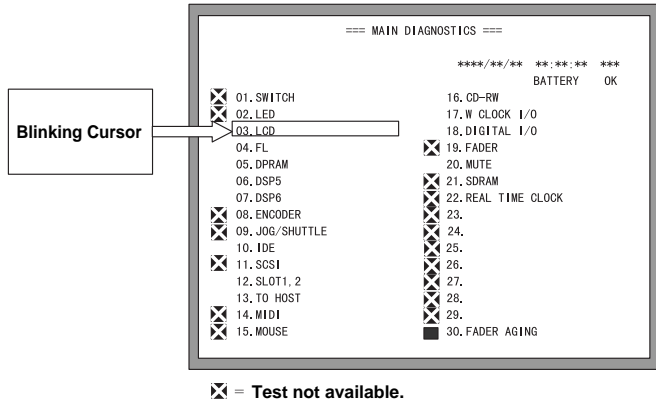 === MAIN DIAGNOSTICS ===
****/**/** **:**:** ***
BATTERY OK
Blinking Cursor
01. SWITCH
02. LED
03. LCD
04. FL
05. DPRAM
06. DSP5
07. DSP6
08. ENCODER
09. JOG/SHUTTLE
10. IDE
11. SCSI
12. SLOT1, 2
13. TO HOST
14. MIDI
15. MOUSE
16. CD-RW
17. W CLOCK I/O
18. DIGITAL I/O
19. FADER
20. MUTE
21. SDRAM
22. REAL TIME CLOCK
23.
24.
25.
26.
27.
28.
29.
30. FADER AGING
= Test not available.